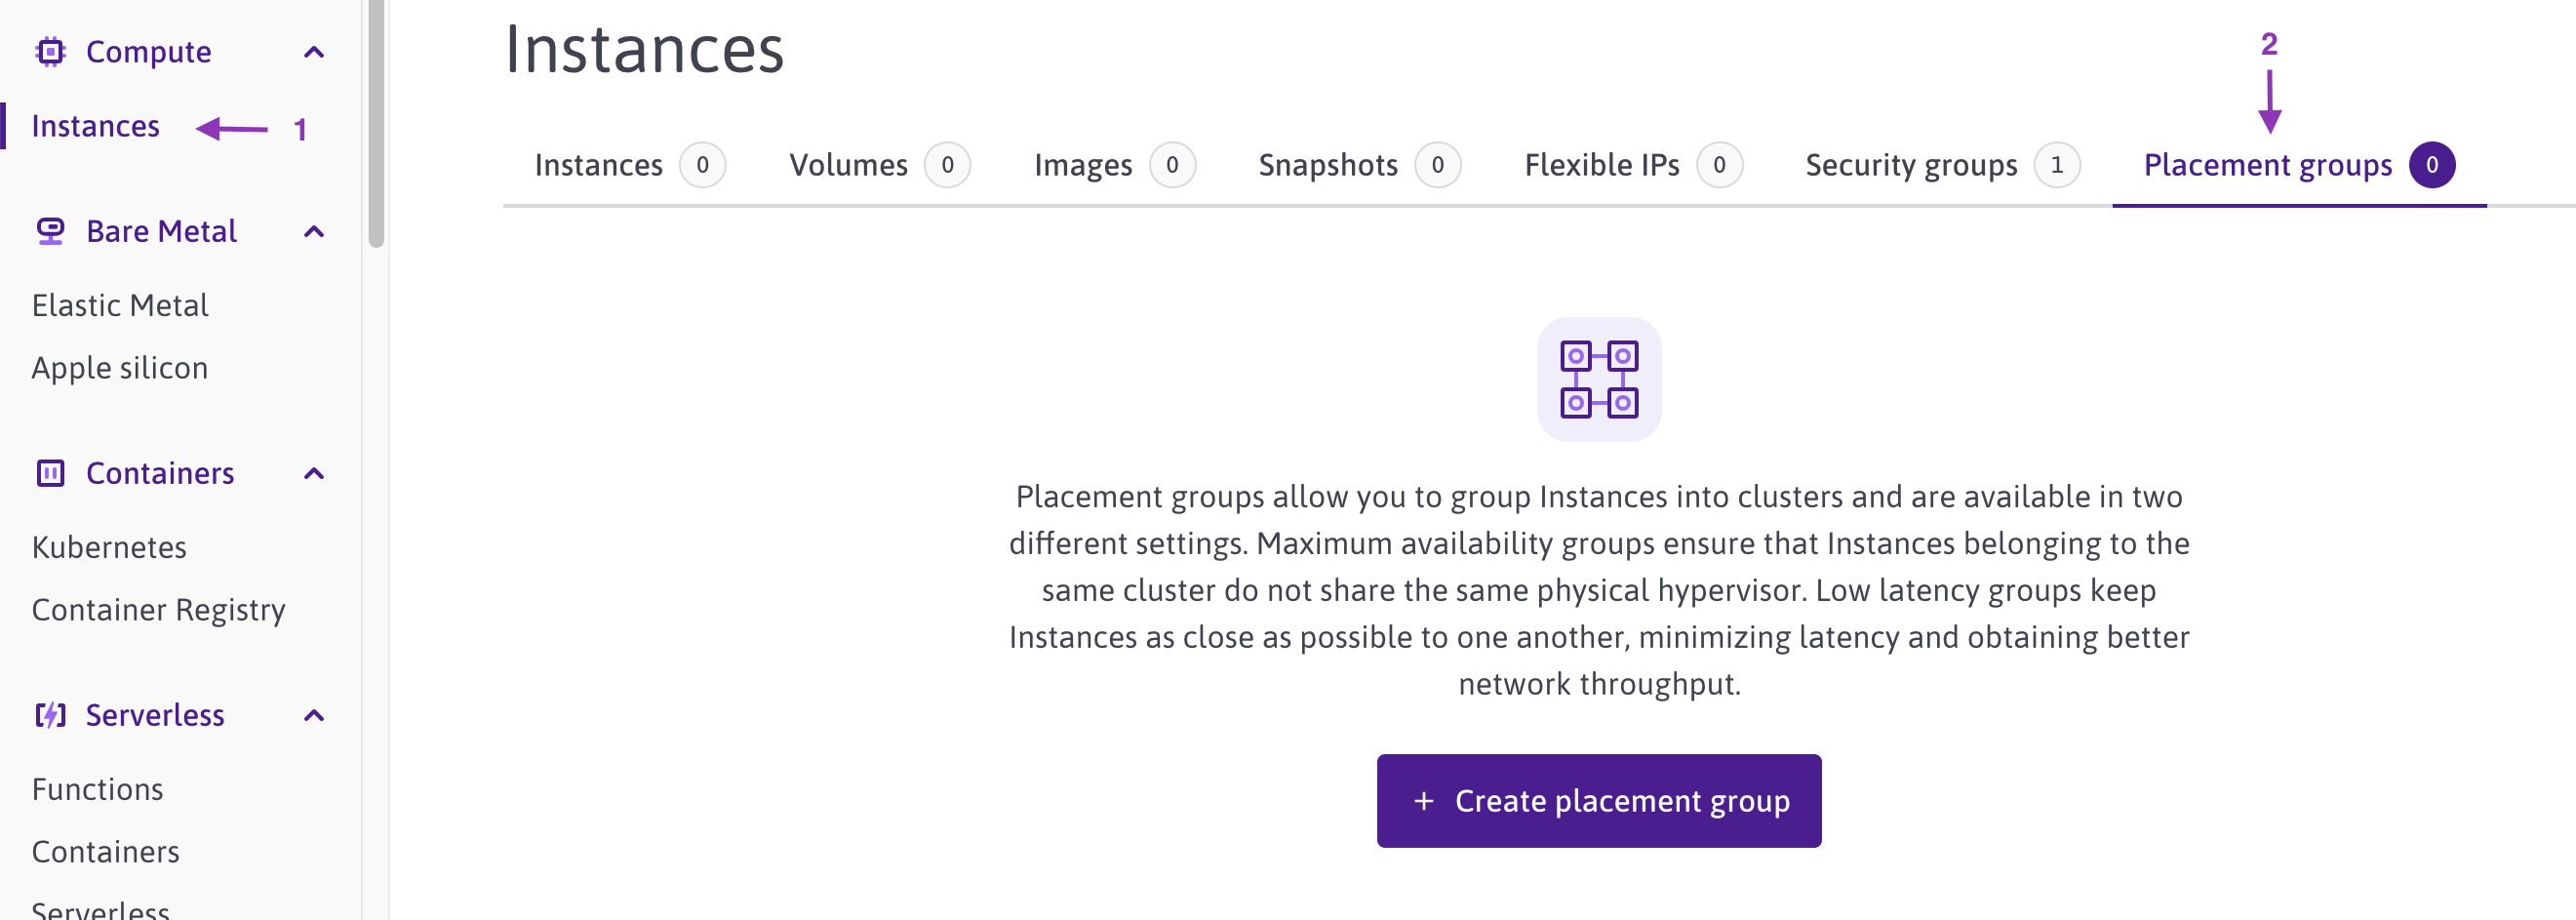 Compute
Instances
1
Bare Metal
Elastic Metal
Apple silicon
Containers
Kubernetes
Container Registry
Serverless
Functions
Containers
Serverless
Instances
2
Instances 0 Volumes 0 Images 0 Snapshots 0 Flexible IPs 0 Security groups 1 Placement groups 0
Placement groups allow you to group Instances into clusters and are available in two
different settings. Maximum availability groups ensure that Instances belonging to the
same cluster do not share the same physical hypervisor. Low latency groups keep
Instances as close as possible to one another, minimizing latency and obtaining better
network throughput.
+ Create placement group